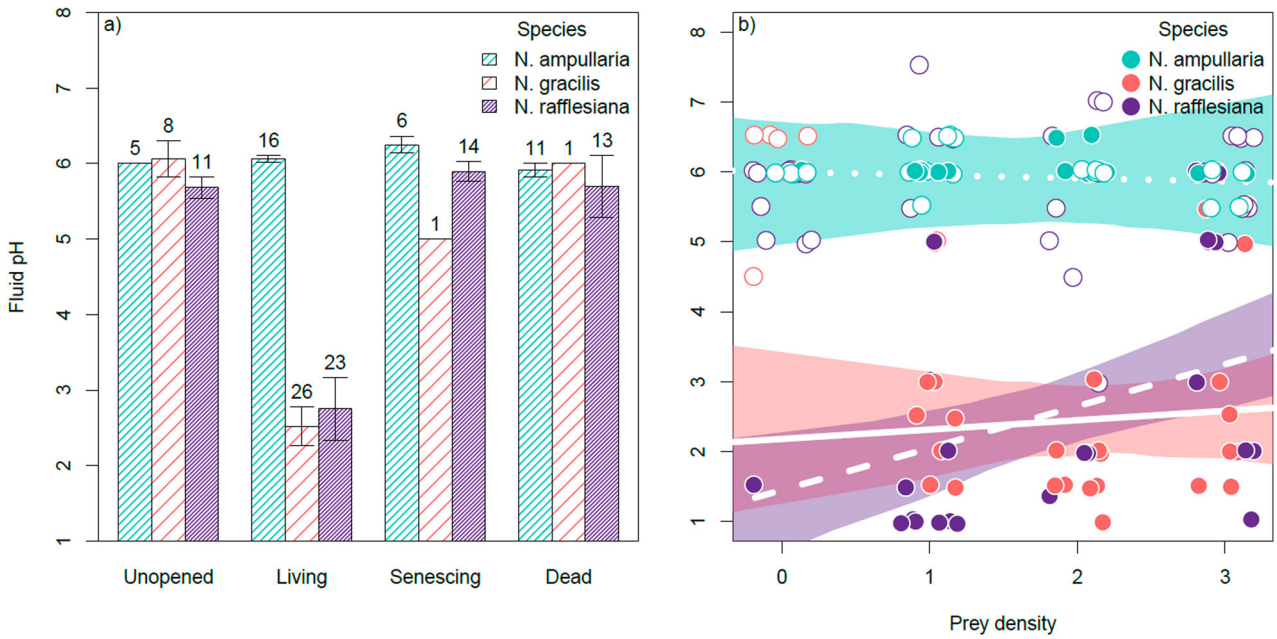 a)
Species
N. ampullaria
N. gracilis
N. rafflesiana
Fluid pH
8
7
6
5
4
3
2
1
5
8
11
16
26
23
6
1
14
11
1
13
Unopened Living Senescing Dead
b)
Species
N. ampullaria
N. gracilis
N. rafflesiana
8
7
6
5
4
3
2
1
0 1 2 3
Prey density